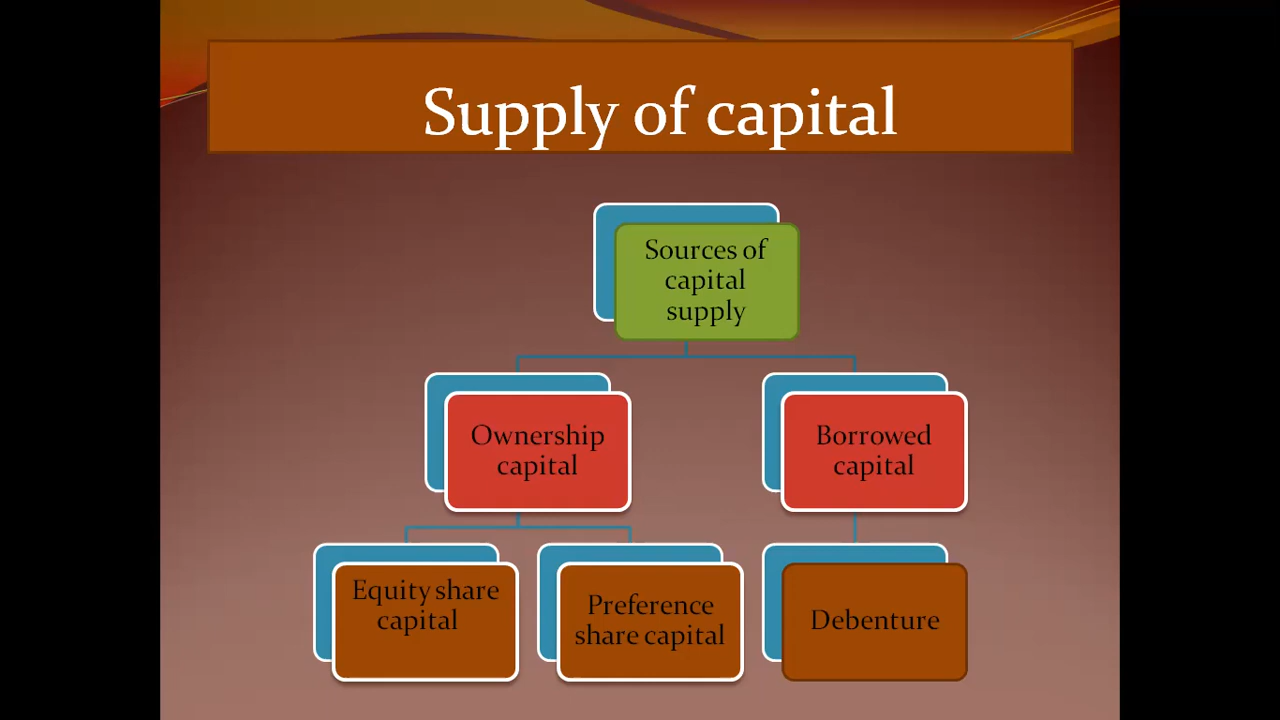 Supply of capital
Sources of
capital
supply
Ownership
capital
Borrowed
capital
Equity share
capital
Preference
share capital
Debenture